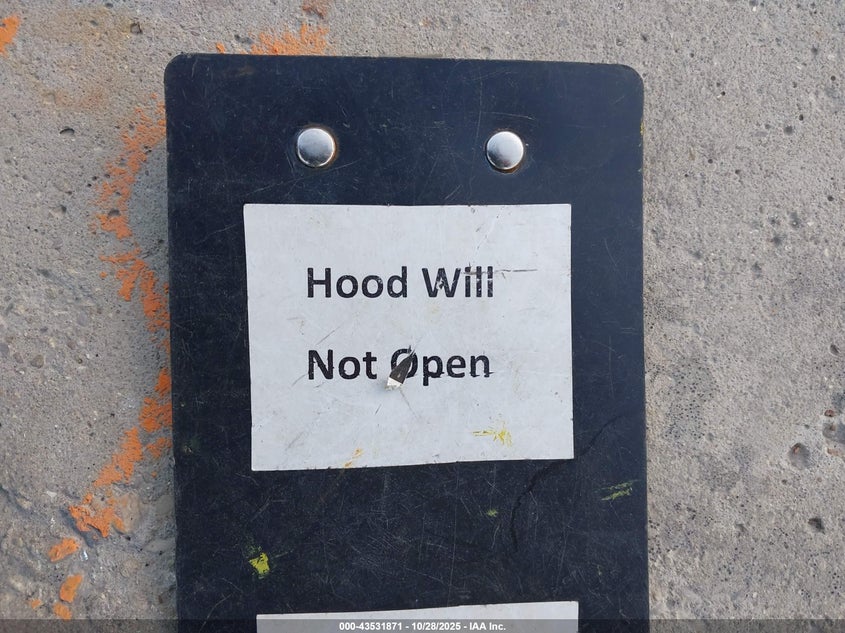 Hood Will
Not Open
000-43531871 - 10/28/2025 - IAA Inc.